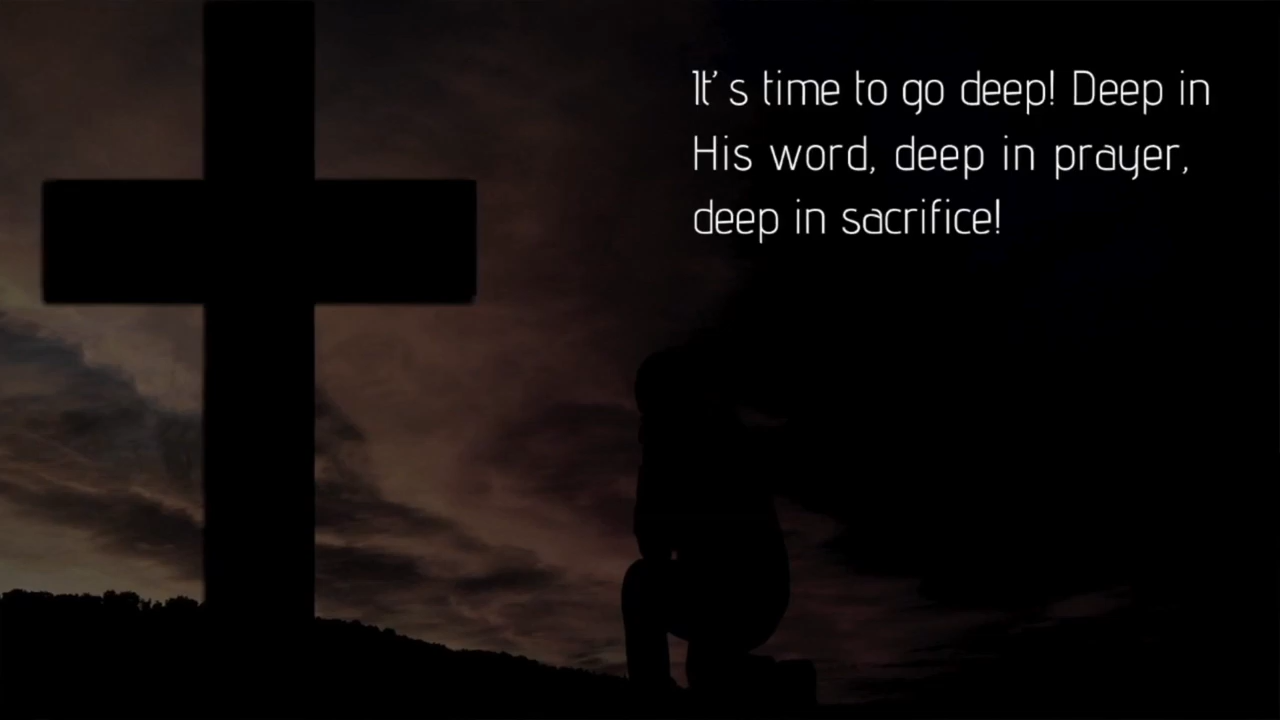 It's time to go deep! Deep in
His word, deep in prayer,
deep in sacrifice!